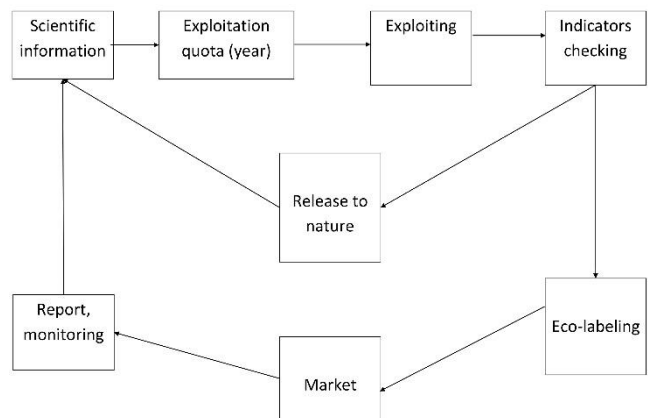 Scientific
information
Exploitation
quota (year)
Exploiting
Indicators
checking
Release to
nature
Report,
monitoring
Eco-labeling
Market